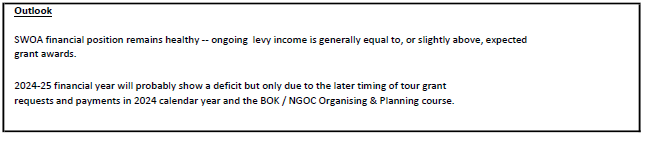 Outlook
SWOA financial position remains healthy -- ongoing levy income is generally equal to, or slightly above, expected
grant awards.
2024-25 financial year will probably show a deficit but only due to the later timing of tour grant
requests and payments in 2024 calendar year and the BOK / NGOC Organising & Planning course.